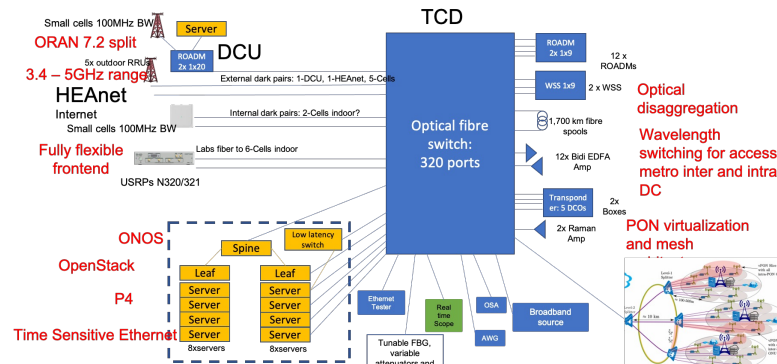 TCD
Small cells 100MHz BW
Server
ORAN 7.2 split
ROADM
2x 1x20
DCU
5x outdoor RRUs
3.4 – 5GHz range
External dark pairs: 1-DCU, 1-HEAnet, 5-Cells
HEAnet
Internet
Internal dark pairs: 2-Cells indoor?
Small cells 100MHz BW
Fully flexible
frontend
Labs fiber to 6-Cells indoor
USRPs N320/321
Optical fibre
switch:
320 ports
ROADM
2x 1x9
12 x
ROADMs
WSS 1x9
2 x WSS
Optical
disaggregation
1,700 km fibre
spools
Wavelength
switching for access
metro inter and intra
DC
12x Bidi EDFA
Amp
Transpond
er: 5 DCOs
2x
Boxes
2x Raman
Amp
PON virtualization
and mesh
ONOS
OpenStack
P4
Time Sensitive Ethernet
Low latency
switch
Spine
Leaf
Leaf
Server
Server
Server
Server
Server
Server
Server
Server
8xservers
8xservers
Ethernet
Tester
Real
time
Scope
OSA
AWG
Broadband
source
Tunable FBG,
variable
attenuators and